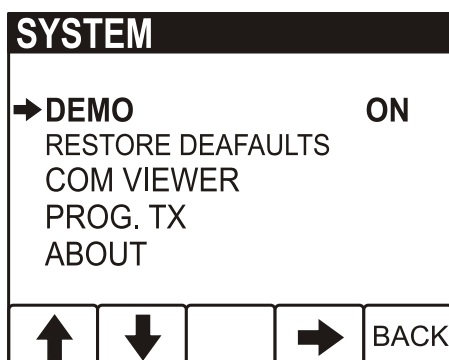 SYSTEM
DEMO ON
RESTORE DEAFAULTS
COM VIEWER
PROG. TX
ABOUT
BACK